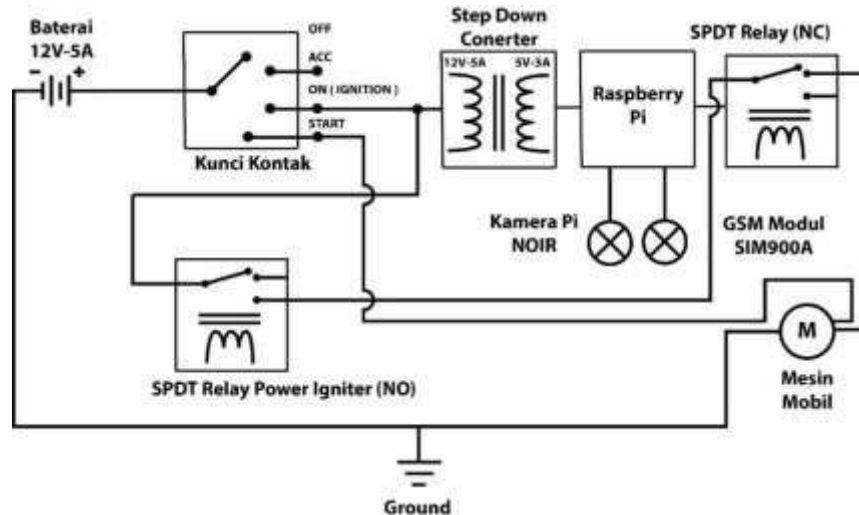 Baterai
12V-5A
- +
OFF
ACC
ON ( IGNITION )
START
Kunci Kontak
Step Down
Conerter
12V-5A
5V-3A
Raspberry
Pi
SPDT Relay (NC)
Kamera Pi
NOIR
GSM Modul
SIM900A
SPDT Relay Power Igniter (NO)
M
Mesin
Mobil
Ground